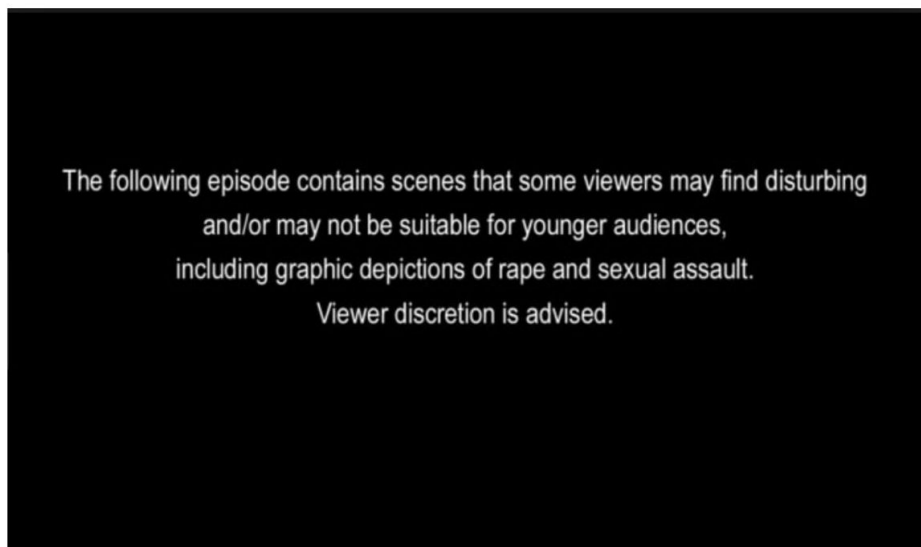 The following episode contains scenes that some viewers may find disturbing
and/or may not be suitable for younger audiences,
including graphic depictions of rape and sexual assault.
Viewer discretion is advised.